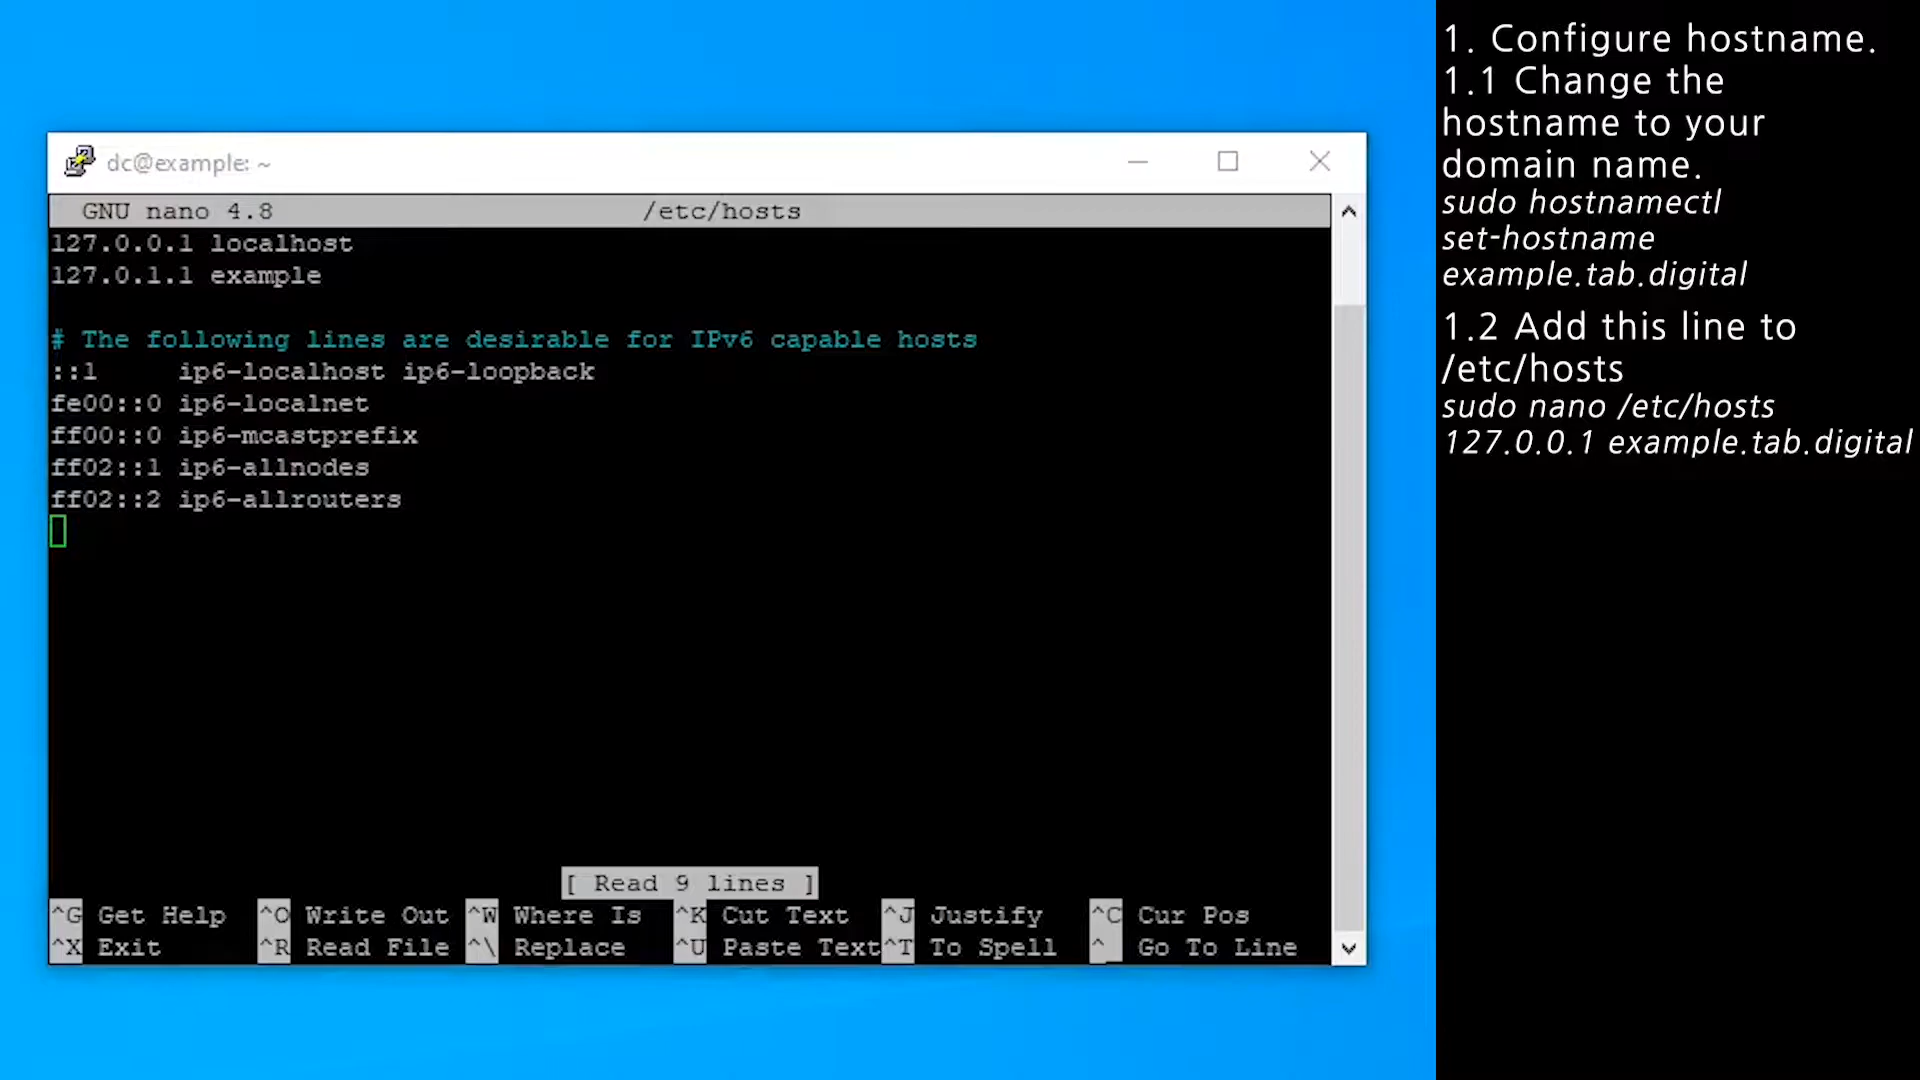 dc@example: ~
GNU nano 4.8 /etc/hosts
127.0.0.1 localhost
127.0.1.1 example
# The following lines are desirable for IPv6 capable hosts
::1 ip6-localhost ip6-loopback
fe00::0 ip6-localnet
ff00::0 ip6-mcastprefix
ff02::1 ip6-allnodes
ff02::2 ip6-allrouters
[ Read 9 lines ]
^G Get Help ^O Write Out ^W Where Is ^K Cut Text ^J Justify ^C Cur Pos
^X Exit ^R Read File ^\ Replace ^U Paste Text ^T To Spell ^_ Go To Line
1. Configure hostname.
1.1 Change the
hostname to your
domain name.
sudo hostnamectl
set-hostname
example.tab.digital
1.2 Add this line to
/etc/hosts
sudo nano /etc/hosts
127.0.0.1 example.tab.digital